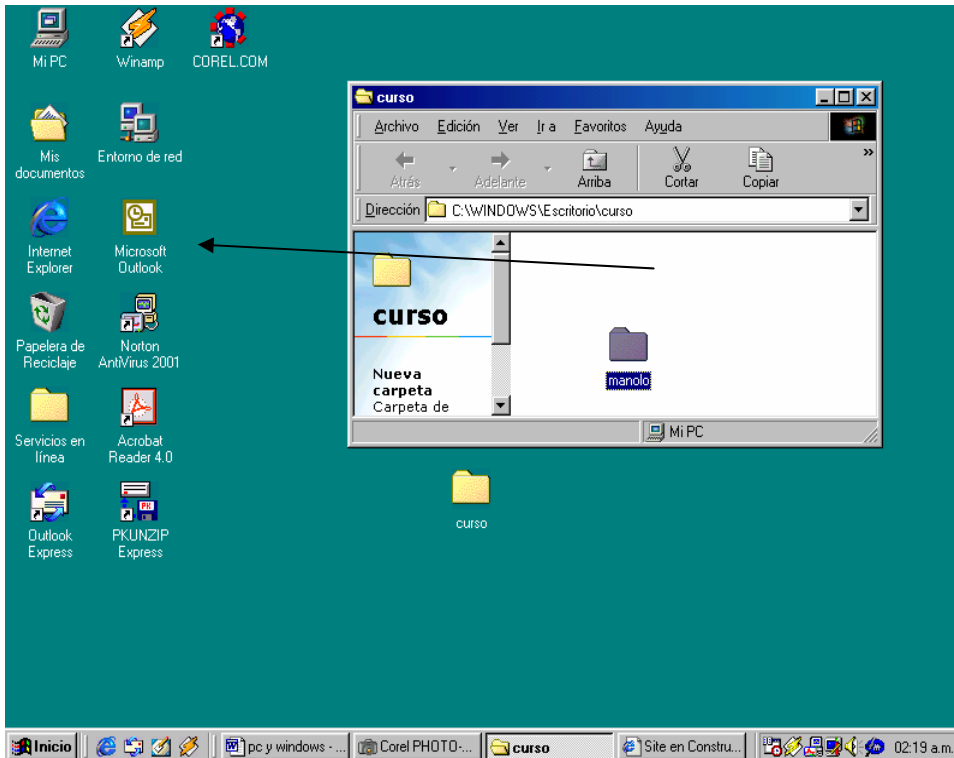 Mi PC
Winamp
COREL.COM
Mis
documentos
Entorno de red
Internet
Explorer
Microsoft
Outlook
Papelera de
Reciclaje
Norton
AntiVirus 2001
Servicios en
línea
Acrobat
Reader 4.0
Outlook
Express
PKUNZIP
Express
curso
Archivo Edición Ver Ir a Favoritos Ayuda
Atrás Adelante Arriba Cortar Copiar »
Dirección C:\WINDOWS\Escritorio\curso
curso
Nueva
carpeta
Carpeta de
manolo
Mi PC
curso
Inicio pc y windows - ... Corel PHOTO-... curso Site en Constru... 02:19 a.m.